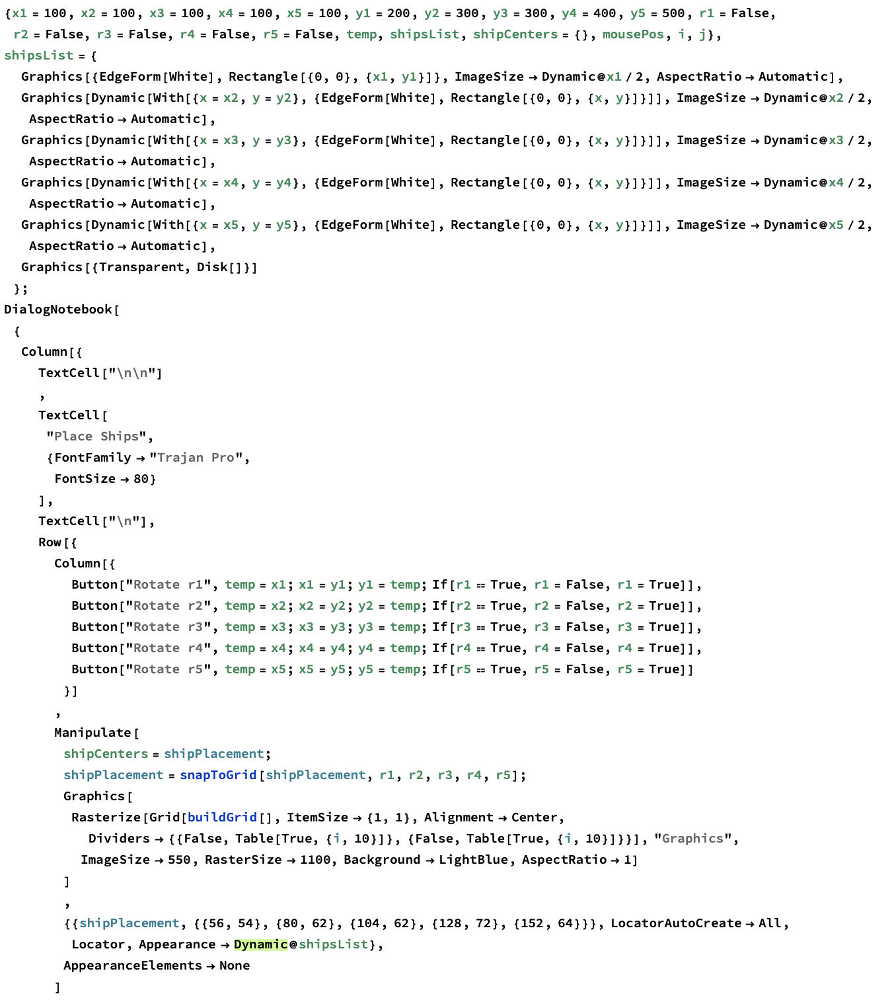 {x1 = 100, x2 = 100, x3 = 100, x4 = 100, x5 = 100, y1 = 200, y2 = 300, y3 = 300, y4 = 400, y5 = 500, r1 = False,
r2 = False, r3 = False, r4 = False, r5 = False, temp, shipsList, shipCenters = {}, mousePos, i, j},
shipsList = {
Graphics[{EdgeForm[White], Rectangle[{0, 0}, {x1, y1}]}, ImageSize → Dynamic@x1 / 2, AspectRatio → Automatic],
Graphics[Dynamic[With[{x = x2, y = y2}, {EdgeForm[White], Rectangle[{0, 0}, {x, y}]}]], ImageSize → Dynamic@x2 / 2,
AspectRatio → Automatic],
Graphics[Dynamic[With[{x = x3, y = y3}, {EdgeForm[White], Rectangle[{0, 0}, {x, y}]}]], ImageSize → Dynamic@x3 / 2,
AspectRatio → Automatic],
Graphics[Dynamic[With[{x = x4, y = y4}, {EdgeForm[White], Rectangle[{0, 0}, {x, y}]}]], ImageSize → Dynamic@x4 / 2,
AspectRatio → Automatic],
Graphics[Dynamic[With[{x = x5, y = y5}, {EdgeForm[White], Rectangle[{0, 0}, {x, y}]}]], ImageSize → Dynamic@x5 / 2,
AspectRatio → Automatic],
Graphics[{Transparent, Disk[]}]
};
DialogNotebook[
{
Column[{
TextCell["\n\n"]
,
TextCell[
"Place Ships",
{FontFamily → "Trajan Pro",
FontSize → 80}
],
TextCell["\n"],
Row[{
Column[{
Button["Rotate r1", temp = x1; x1 = y1; y1 = temp; If[r1 == True, r1 = False, r1 = True]],
Button["Rotate r2", temp = x2; x2 = y2; y2 = temp; If[r2 == True, r2 = False, r2 = True]],
Button["Rotate r3", temp = x3; x3 = y3; y3 = temp; If[r3 == True, r3 = False, r3 = True]],
Button["Rotate r4", temp = x4; x4 = y4; y4 = temp; If[r4 == True, r4 = False, r4 = True]],
Button["Rotate r5", temp = x5; x5 = y5; y5 = temp; If[r5 == True, r5 = False, r5 = True]]
}]
,
Manipulate[
shipCenters = shipPlacement;
shipPlacement = snapToGrid[shipPlacement, r1, r2, r3, r4, r5];
Graphics[
Rasterize[Grid[buildGrid[], ItemSize → {1, 1}, Alignment → Center,
Dividers → {{False, Table[True, {i, 10}]}, {False, Table[True, {i, 10}]}}], "Graphics",
ImageSize → 550, RasterSize → 1100, Background → LightBlue, AspectRatio → 1]
]
,
{{shipPlacement, {{56, 54}, {80, 62}, {104, 62}, {128, 72}, {152, 64}}}, LocatorAutoCreate → All,
Locator, Appearance → Dynamic@shipsList},
AppearanceElements → None
]